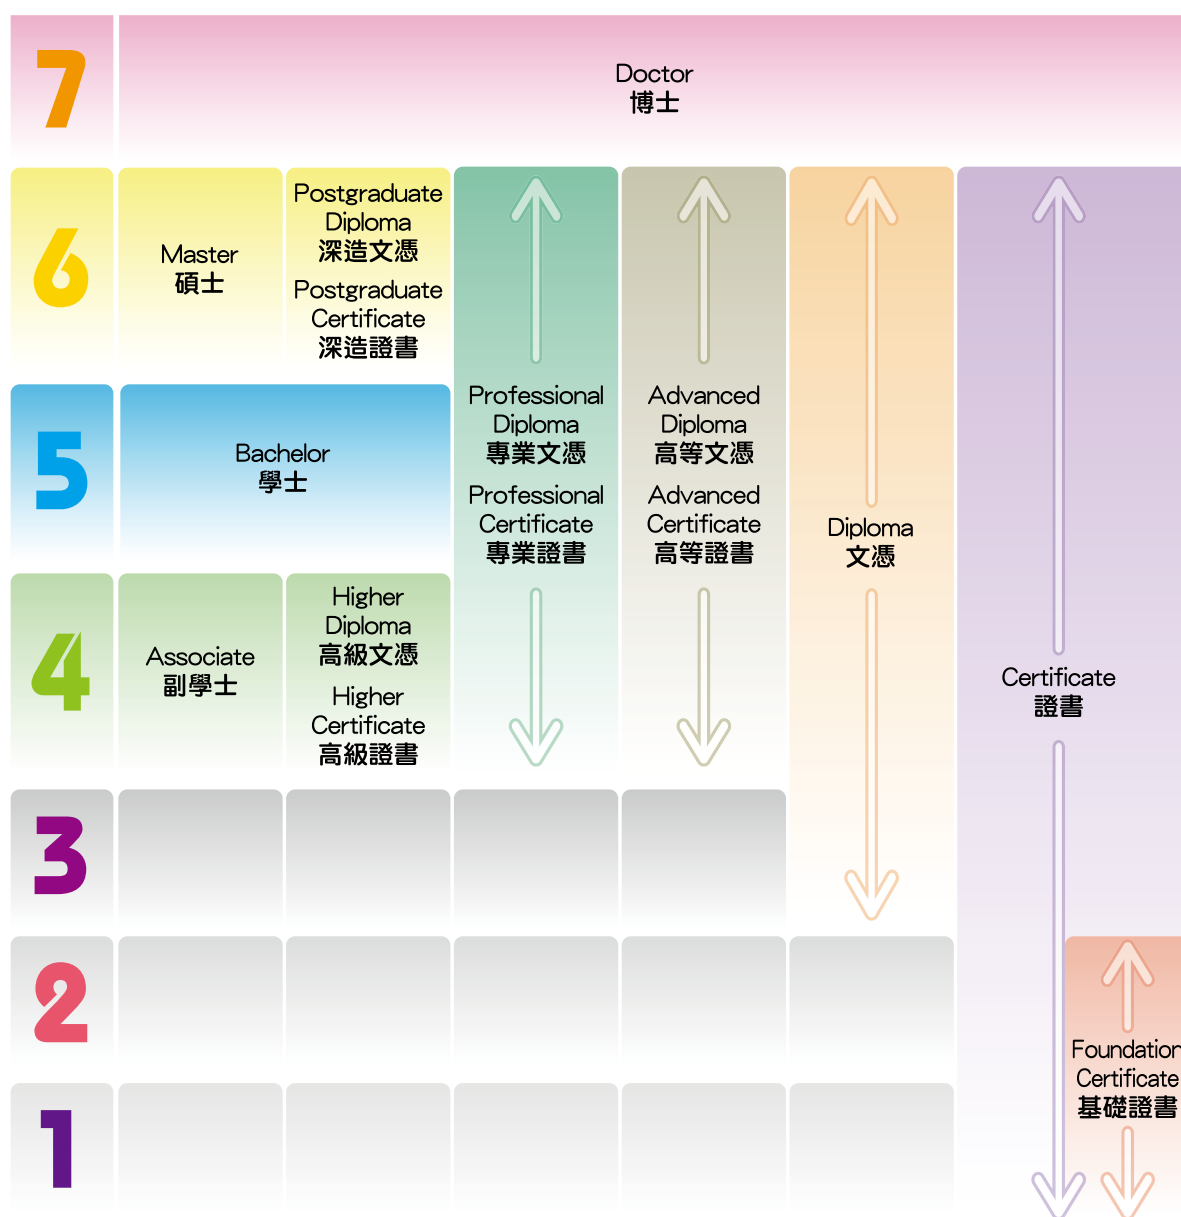 7
Doctor
博士
6
Master
碩士
Postgraduate
Diploma
深造文憑
Postgraduate
Certificate
深造證書
5
Bachelor
學士
Professional
Diploma
專業文憑
Professional
Certificate
專業證書
Advanced
Diploma
高等文憑
Advanced
Certificate
高等證書
Diploma
文憑
4
Associate
副學士
Higher
Diploma
高級文憑
Higher
Certificate
高級證書
Certificate
證書
3
2
Foundation
Certificate
基礎證書
1